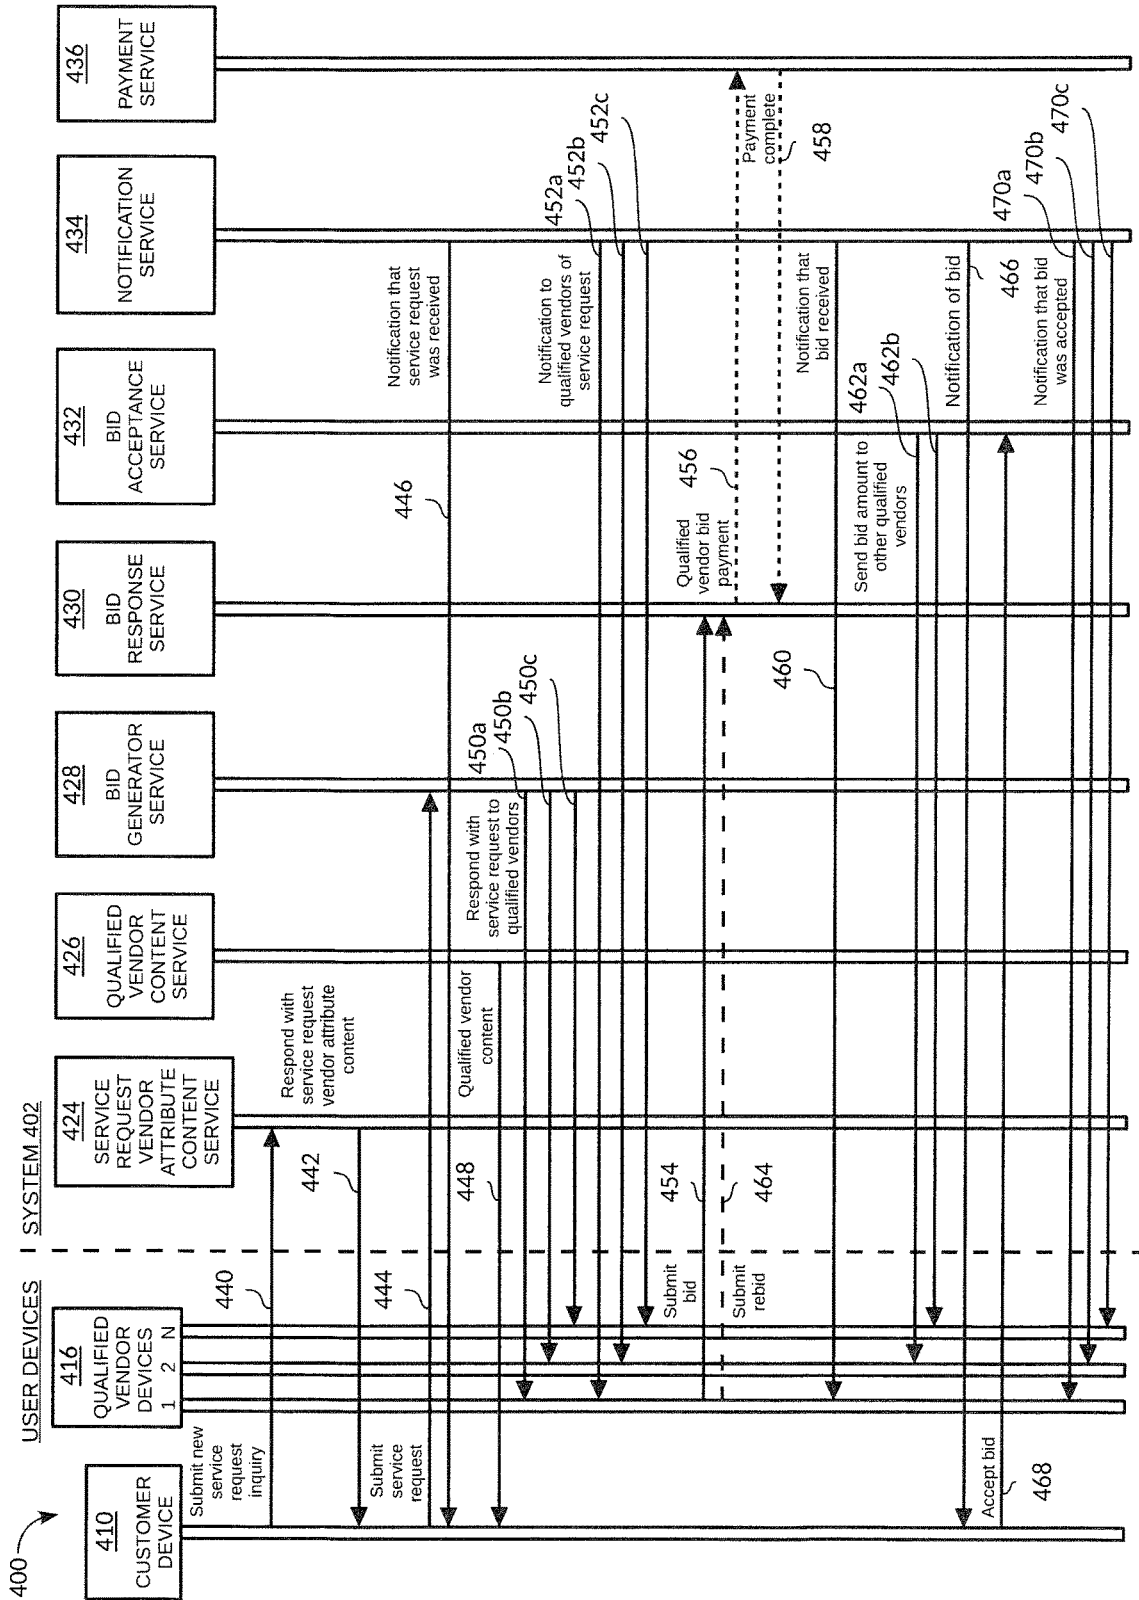 400
USER DEVICES
SYSTEM 402
410
CUSTOMER
DEVICE
416
QUALIFIED
VENDOR
DEVICES
1 2 N
424
SERVICE
REQUEST
VENDOR
ATTRIBUTE
CONTENT
SERVICE
426
QUALIFIED
VENDOR
CONTENT
SERVICE
428
BID
GENERATOR
SERVICE
430
BID
RESPONSE
SERVICE
432
BID
ACCEPTANCE
SERVICE
434
NOTIFICATION
SERVICE
436
PAYMENT
SERVICE
Submit new
service
request
inquiry
440
Respond with
service request
vendor attribute
content
442
Submit
service
request
444
Notification that
service request
was received
446
Qualified vendor
content
448
Respond with
service request to
qualified vendors
450a
450b
450c
Notification to
qualified vendors of
service request
452a
452b
452c
Submit
bid
454
Submit
rebid
464
Qualified
vendor bid
payment
456
Payment
complete
458
Notification that
bid received
460
Send bid amount to
other qualified
vendors
462a
462b
Notification of bid
466
Accept bid
468
Notification that bid
was accepted
470a
470b
470c